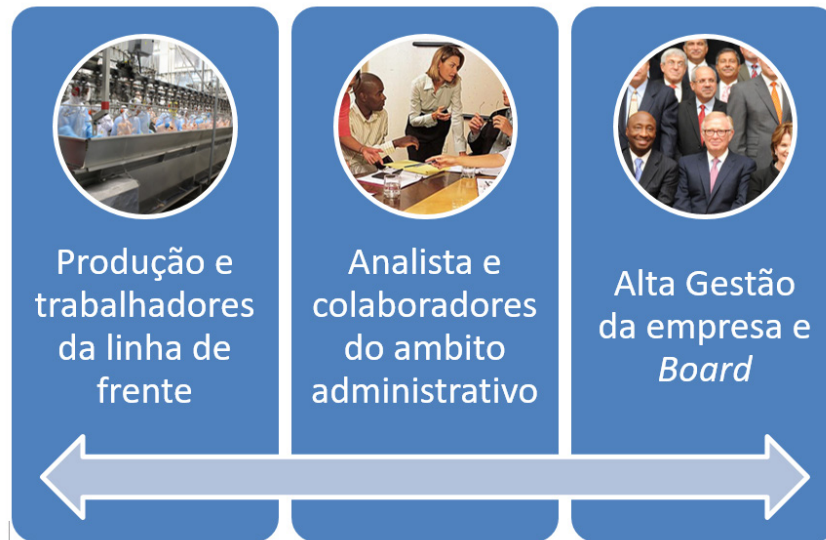 Produção e
trabalhadores
da linha de
frente
Analista e
colaboradores
do ambito
administrativo
Alta Gestão
da empresa e
Board